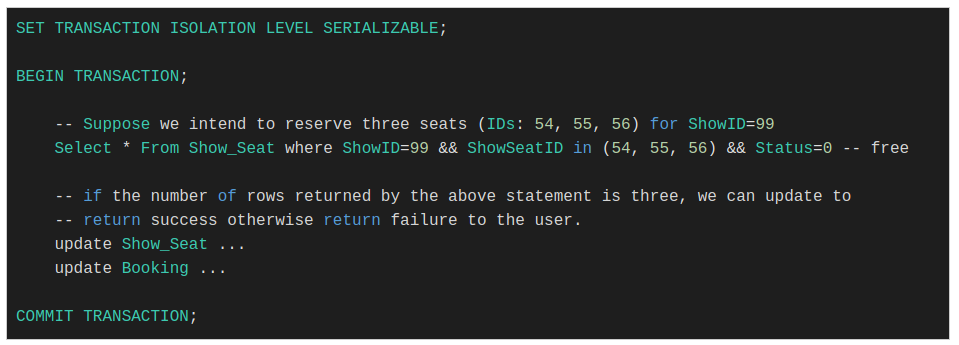 SET TRANSACTION ISOLATION LEVEL SERIALIZABLE;
BEGIN TRANSACTION;
-- Suppose we intend to reserve three seats (IDs: 54, 55, 56) for ShowID=99
Select * From Show_Seat where ShowID=99 && ShowSeatID in (54, 55, 56) && Status=0 -- free
-- if the number of rows returned by the above statement is three, we can update to
-- return success otherwise return failure to the user.
update Show_Seat ...
update Booking ...
COMMIT TRANSACTION;